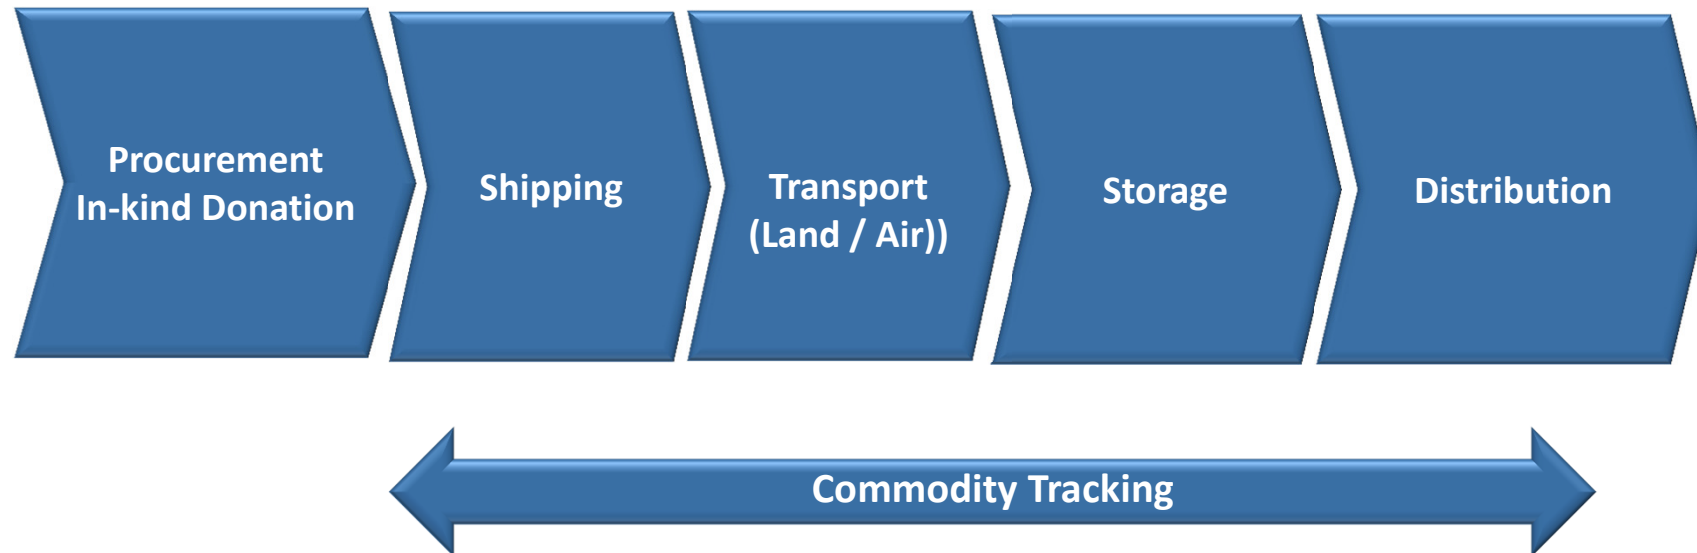 Procurement
In-kind Donation
Shipping
Transport
(Land / Air))
Storage
Distribution
Commodity Tracking